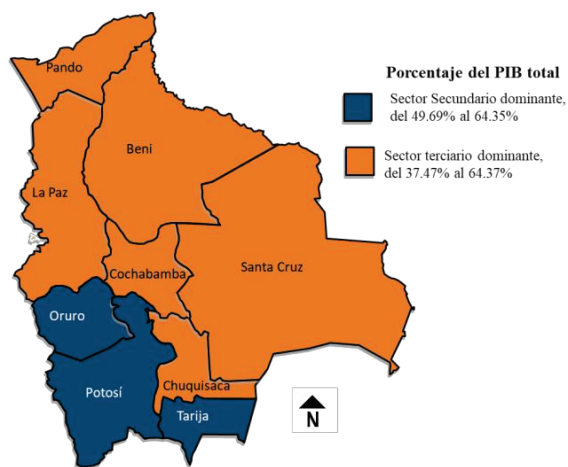 Pando
Porcentaje del PIB total
Sector Secundario dominante,
del 49.69% al 64.35%
Beni
Sector terciario dominante,
del 37.47% al 64.37%
La Paz
Cochabamba
Santa Cruz
Oruro
Potosí
Chuquisaca
Tarija
N